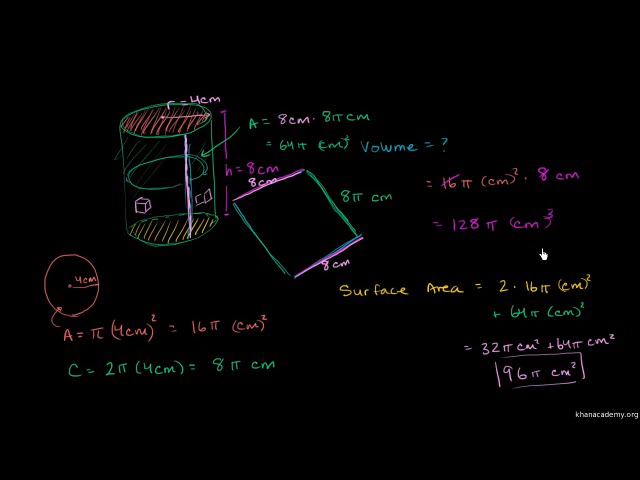 r = 4cm
A = 8cm · 8π cm
= 64π (cm)² Volume = ?
h = 8cm
8cm
8π cm
8cm
= 16π (cm)² · 8 cm
= 128π (cm)³
4cm
A = π(4cm)² = 16π (cm)²
C = 2π(4cm) = 8π cm
Surface Area = 2 · 16π (cm)²
+ 64π (cm)²
= 32π cm² + 64π cm²
96π cm²
khanacademy.org